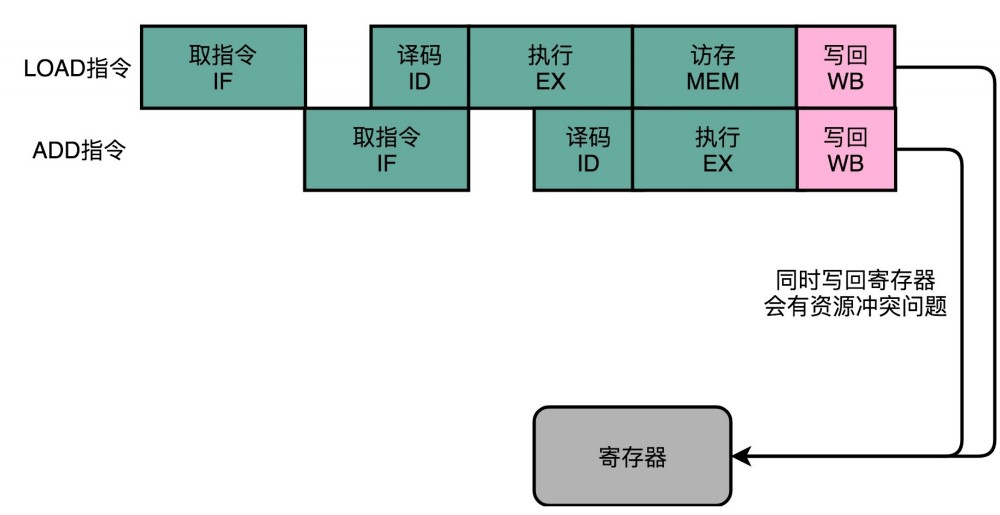 LOAD指令
取指令
IF
译码
ID
执行
EX
访存
MEM
写回
WB
ADD指令
取指令
IF
译码
ID
执行
EX
写回
WB
同时写回寄存器
会有资源冲突问题
寄存器